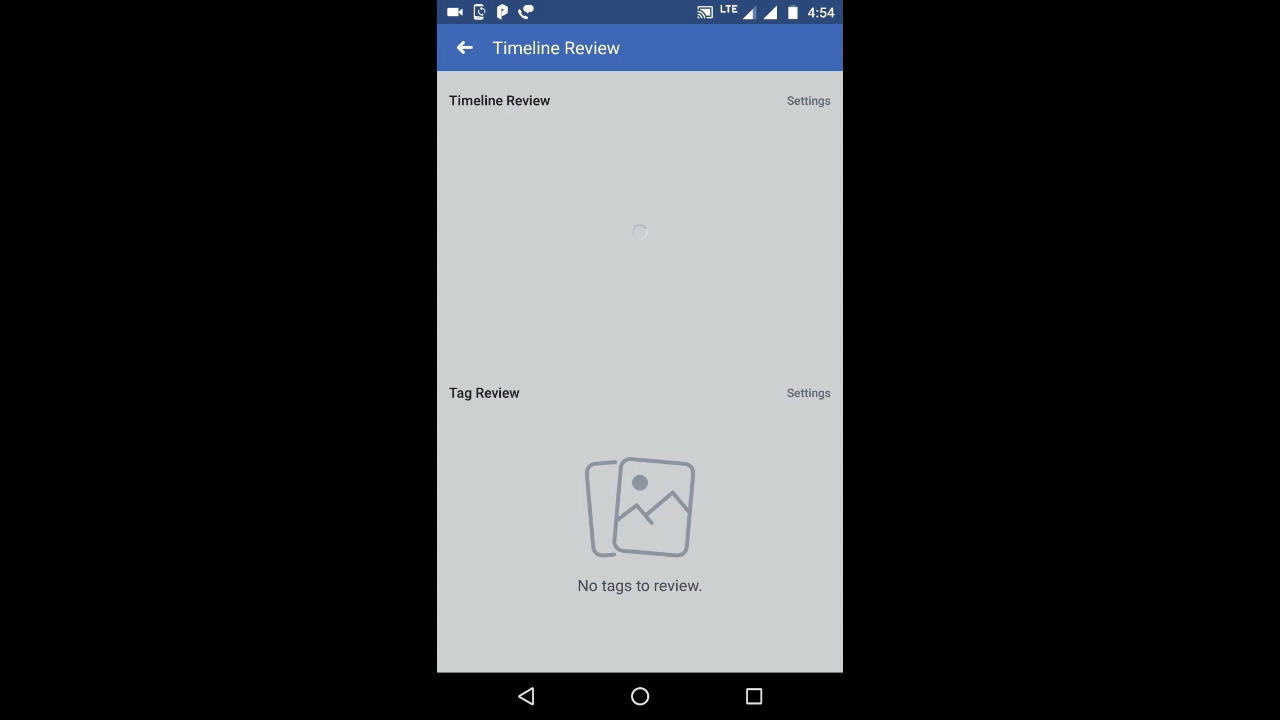 LTE 4:54
Timeline Review
Timeline Review Settings
Tag Review Settings
No tags to review.